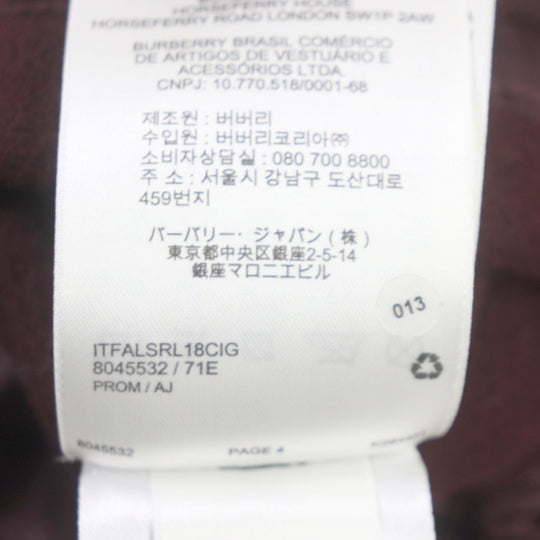 HORSEFERRY HOUSE
HORSEFERRY ROAD LONDON SW1P 2AW
BURBERRY BRASIL COMÉRCIO
DE ARTIGOS DE VESTUÁRIO E
ACESSÓRIOS LTDA.
CNPJ: 10.770.518/0001-68
제조원 : 버버리
수입원 : 버버리코리아㈜
소비자상담실 : 080 700 8800
주 소 : 서울시 강남구 도산대로
459번지
バーバリー・ジャパン (株)
東京都中央区銀座2-5-14
銀座マロニエビル
013
ITFALSRL18CIG
8045532 / 71E
PROM / AJ
8045532 PAGE 4